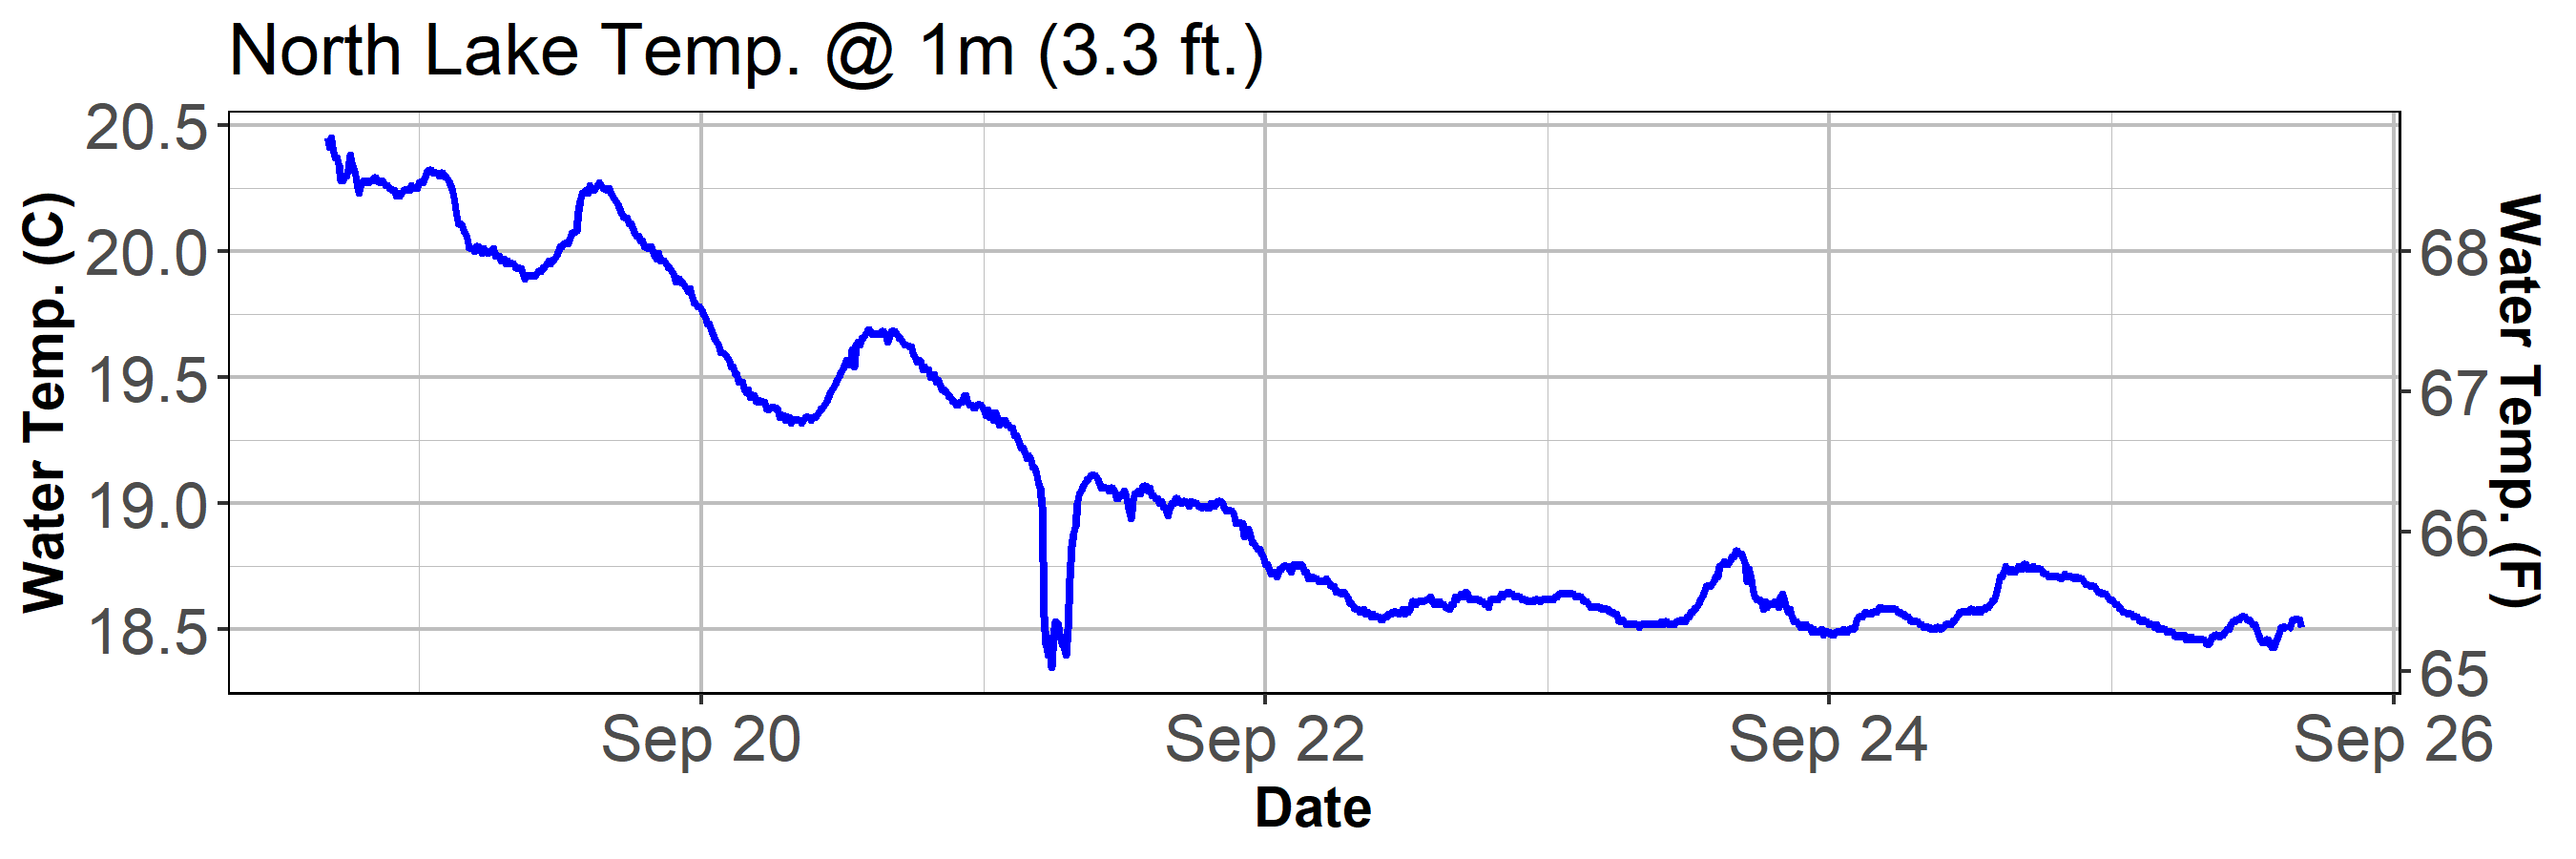 North Lake Temp. @ 1m (3.3 ft.)
Water Temp. (C)
20.5
20.0
19.5
19.0
18.5
68
67
66
65
Water Temp. (F)
Sep 20 Sep 22 Sep 24 Sep 26
Date